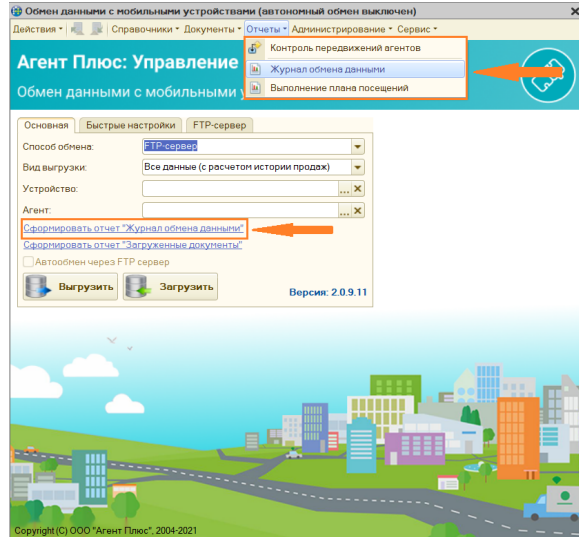 Обмен данными с мобильными устройствами (автономный обмен выключен)
Действия Справочники Документы Отчеты Администрирование Сервис
Контроль передвижений агентов
Агент Плюс: Управление
Журнал обмена данными
Обмен данными с мобильными
Выполнение плана посещений
Основная Быстрые настройки FTP-сервер
Способ обмена: FTP-сервер
Вид выгрузки: Все данные (с расчетом истории продаж)
Устройство:
Агент:
Сформировать отчет "Журнал обмена данными"
Сформировать отчет "Загруженные документы"
Автообмен через FTP сервер
Выгрузить Загрузить Версия: 2.0.9.11
Copyright (C) ООО "Агент Плюс", 2004-2021